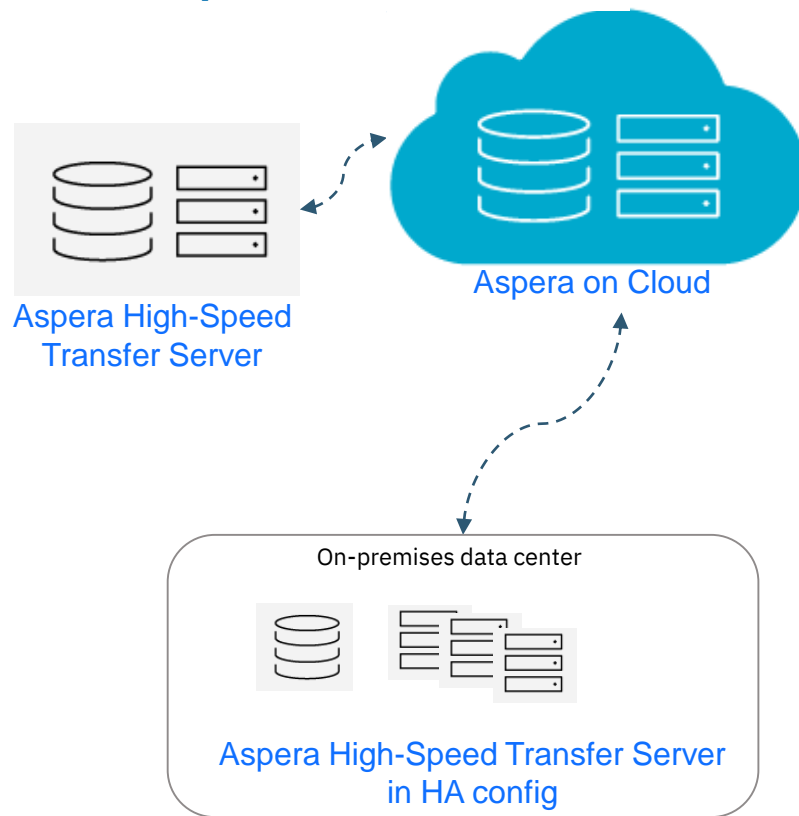 Aspera on Cloud
Aspera High-Speed
Transfer Server
On-premises data center
Aspera High-Speed Transfer Server
in HA config